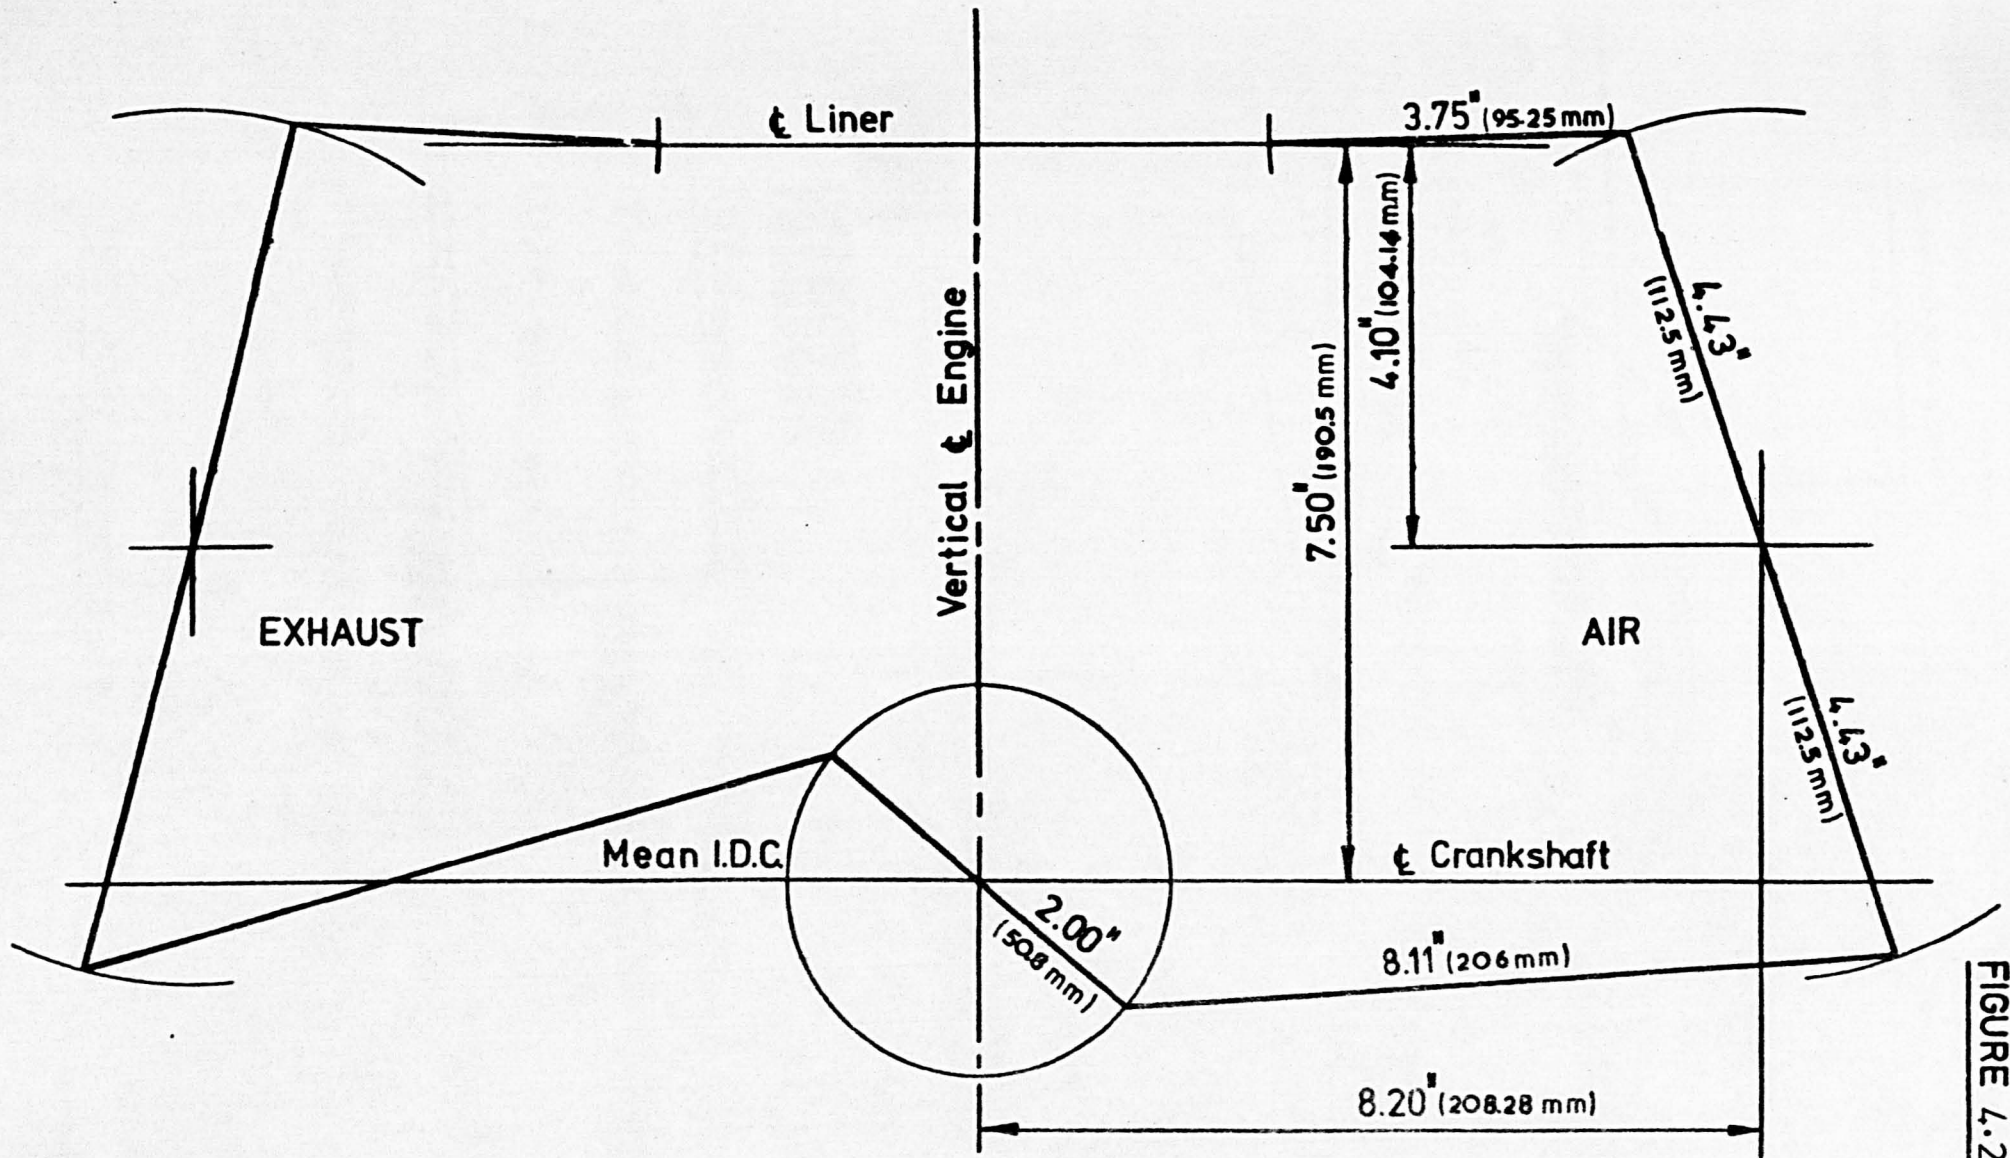 ℄ Liner
3.75" (95·25 mm)
4.10" (104.14 mm)
7.50" (190.5 mm)
4.43"
(112.5 mm)
Vertical ℄ Engine
EXHAUST
AIR
4.43"
(112.5 mm)
Mean I.D.C.
℄ Crankshaft
2.00"
(50.8 mm)
8.11" (206 mm)
8.20" (208.28 mm)
FIGURE 4.2